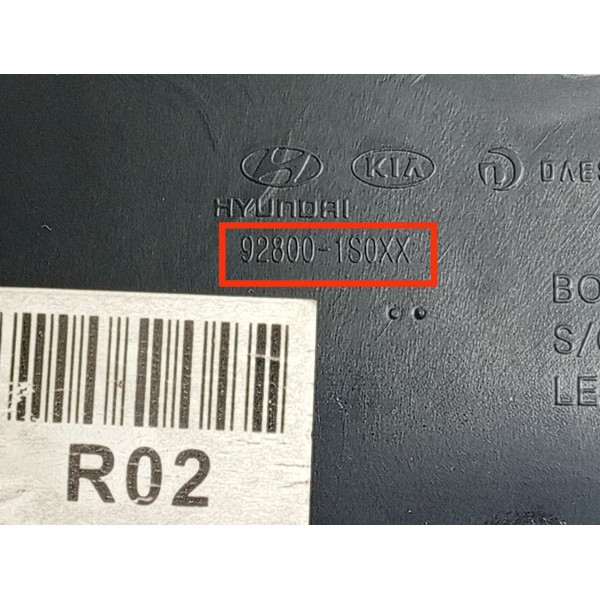 KIA
DAES
HYUNDAI
92800-1S0XX
BO
S/
LE
R02